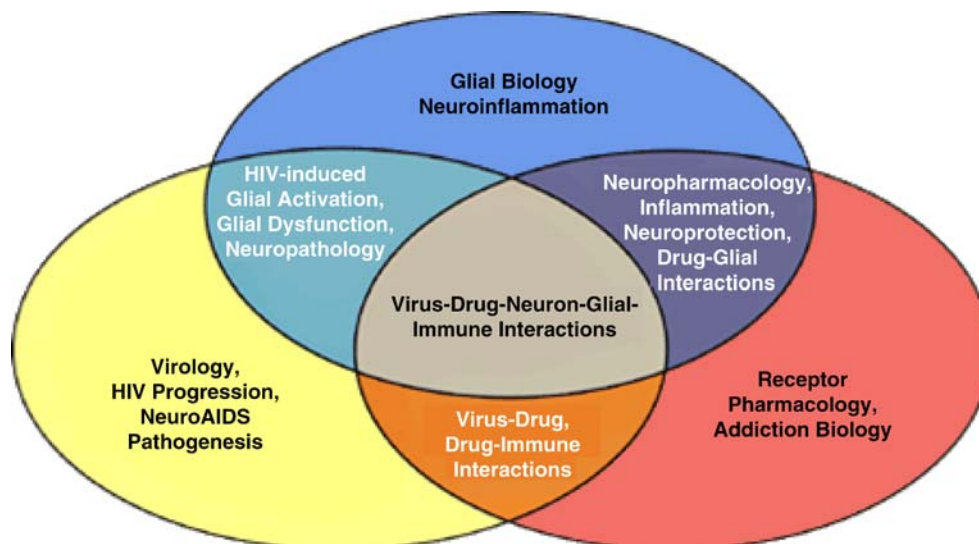 Glial Biology
Neuroinflammation
HIV-induced
Glial Activation,
Glial Dysfunction,
Neuropathology
Neuropharmacology,
Inflammation,
Neuroprotection,
Drug-Glial
Interactions
Virus-Drug-Neuron-Glial-
Immune Interactions
Virology,
HIV Progression,
NeuroAIDS
Pathogenesis
Virus-Drug,
Drug-Immune
Interactions
Receptor
Pharmacology,
Addiction Biology